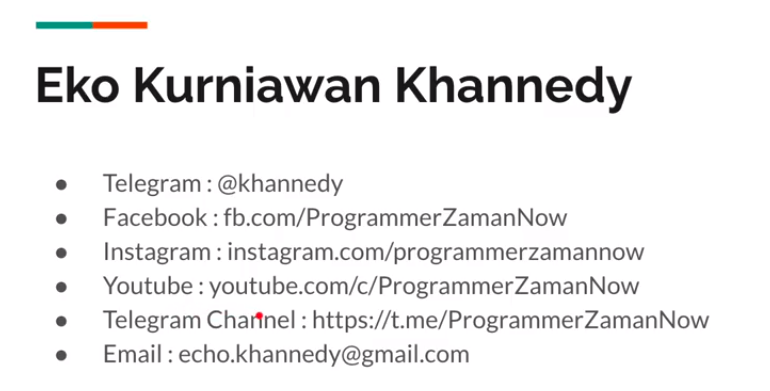 Eko Kurniawan Khannedy
● Telegram : @khannedy
● Facebook : fb.com/ProgrammerZamanNow
● Instagram : instagram.com/programmerzamannow
● Youtube : youtube.com/c/ProgrammerZamanNow
● Telegram Channel : https://t.me/ProgrammerZamanNow
● Email : echo.khannedy@gmail.com